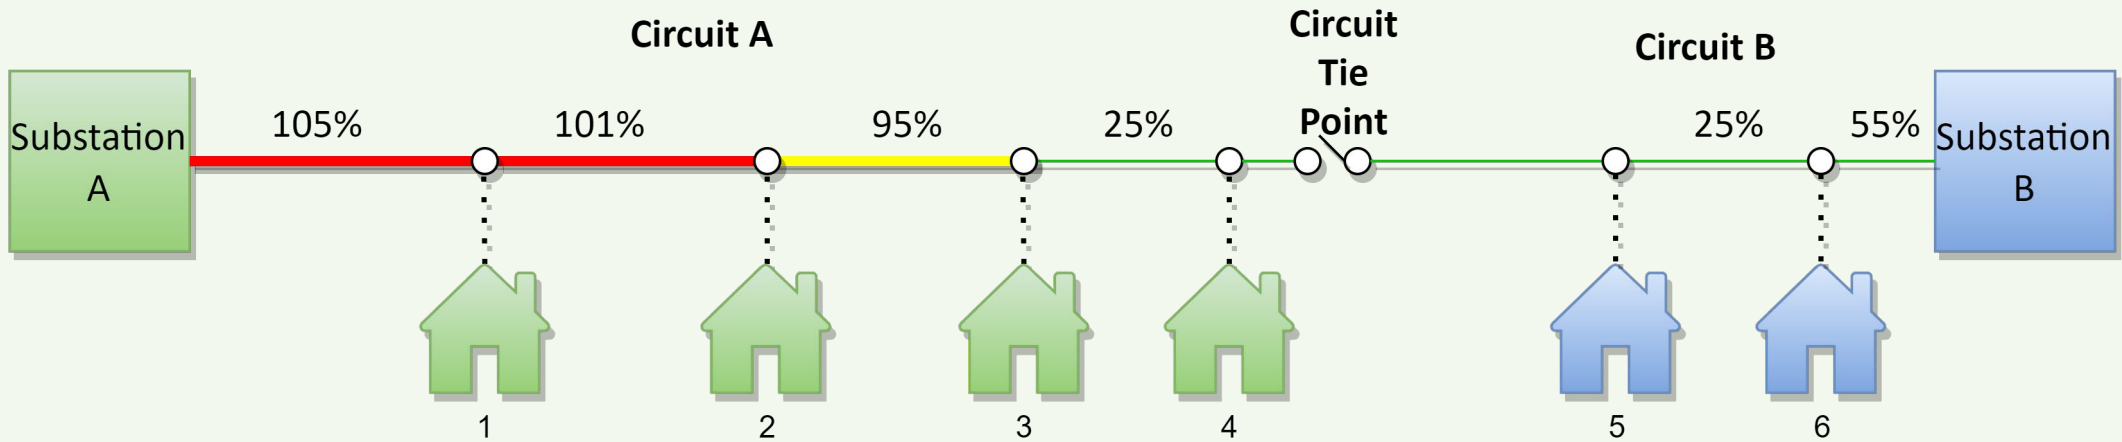 Circuit A
Circuit
Tie
Point
Circuit B
Substation
A
105%
101%
95%
25%
25%
55%
Substation
B
1
2
3
4
5
6